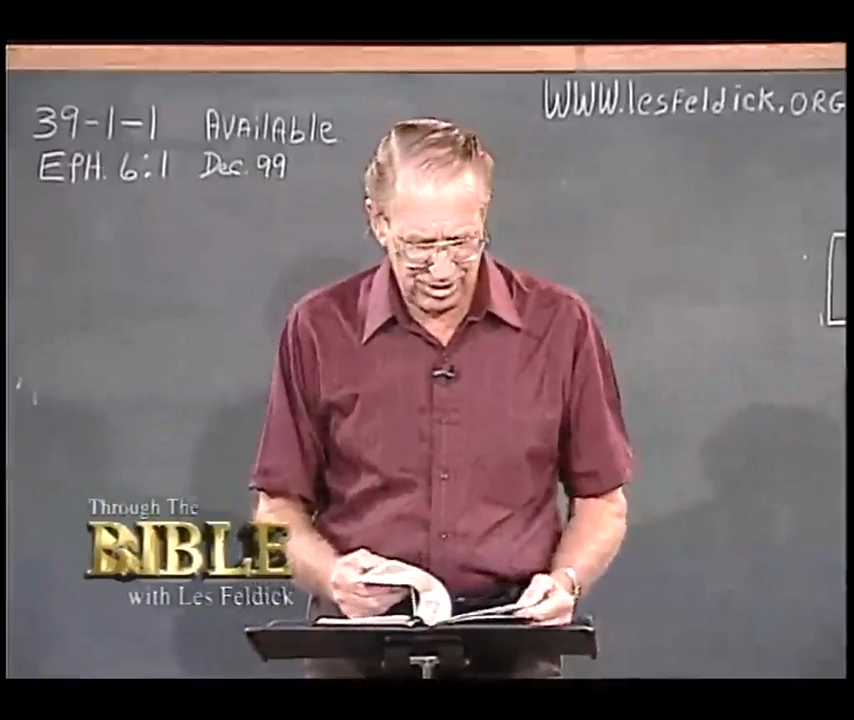 39-1-1 AVAilABlE
EPH. 6:1 DEC. 99
WWW.lesFeldick.ORG
Through The
BIBLE
with Les Feldick